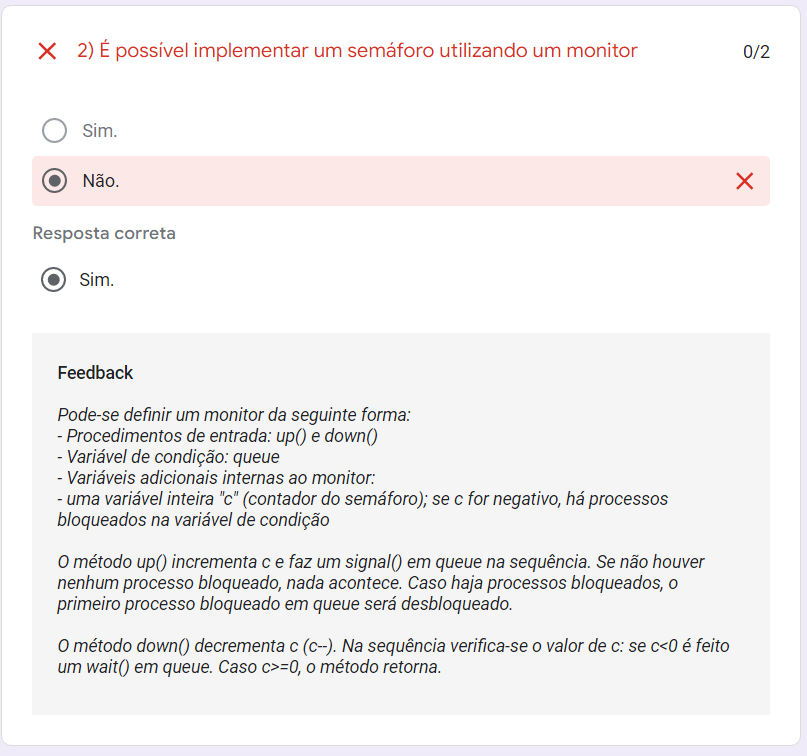 2) É possível implementar um semáforo utilizando um monitor
0/2
Sim.
Não.
Resposta correta
Sim.
Feedback
Pode-se definir um monitor da seguinte forma:
- Procedimentos de entrada: up() e down()
- Variável de condição: queue
- Variáveis adicionais internas ao monitor:
- uma variável inteira "c" (contador do semáforo); se c for negativo, há processos
bloqueados na variável de condição
O método up() incrementa c e faz um signal() em queue na sequência. Se não houver
nenhum processo bloqueado, nada acontece. Caso haja processos bloqueados, o
primeiro processo bloqueado em queue será desbloqueado.
O método down() decrementa c (c--). Na sequência verifica-se o valor de c: se c<0 é feito
um wait() em queue. Caso c>=0, o método retorna.